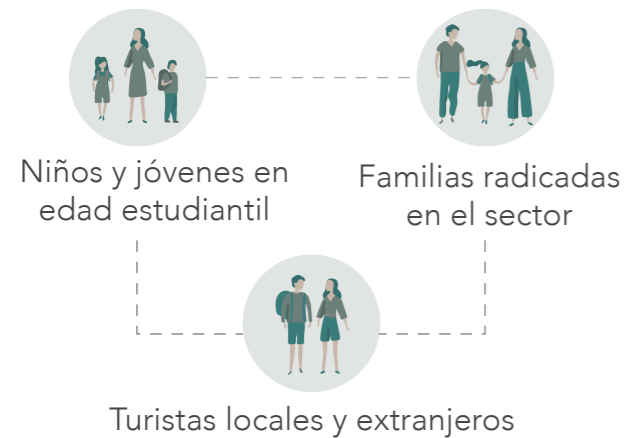 Niños y jóvenes en
edad estudiantil
Familias radicadas
en el sector
Turistas locales y extranjeros